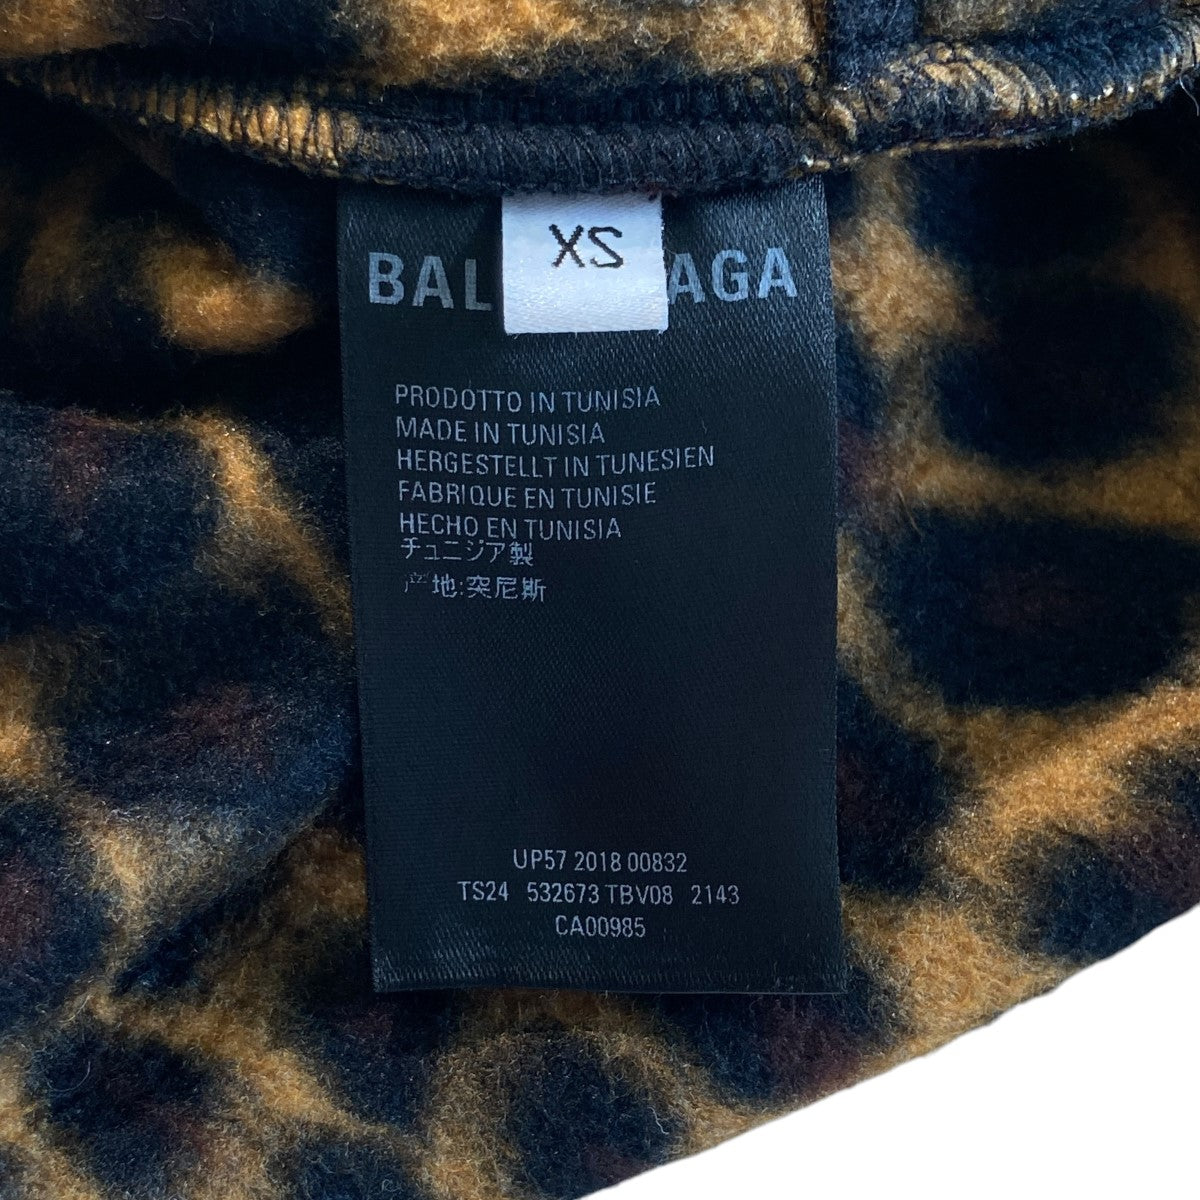 XS
BAL AGA
PRODOTTO IN TUNISIA
MADE IN TUNISIA
HERGESTELLT IN TUNESIEN
FABRIQUE EN TUNISIE
HECHO EN TUNISIA
チュニジア製
产地:突尼斯
UP57 2018 00832
TS24 532673 TBV08 2143
CA00985